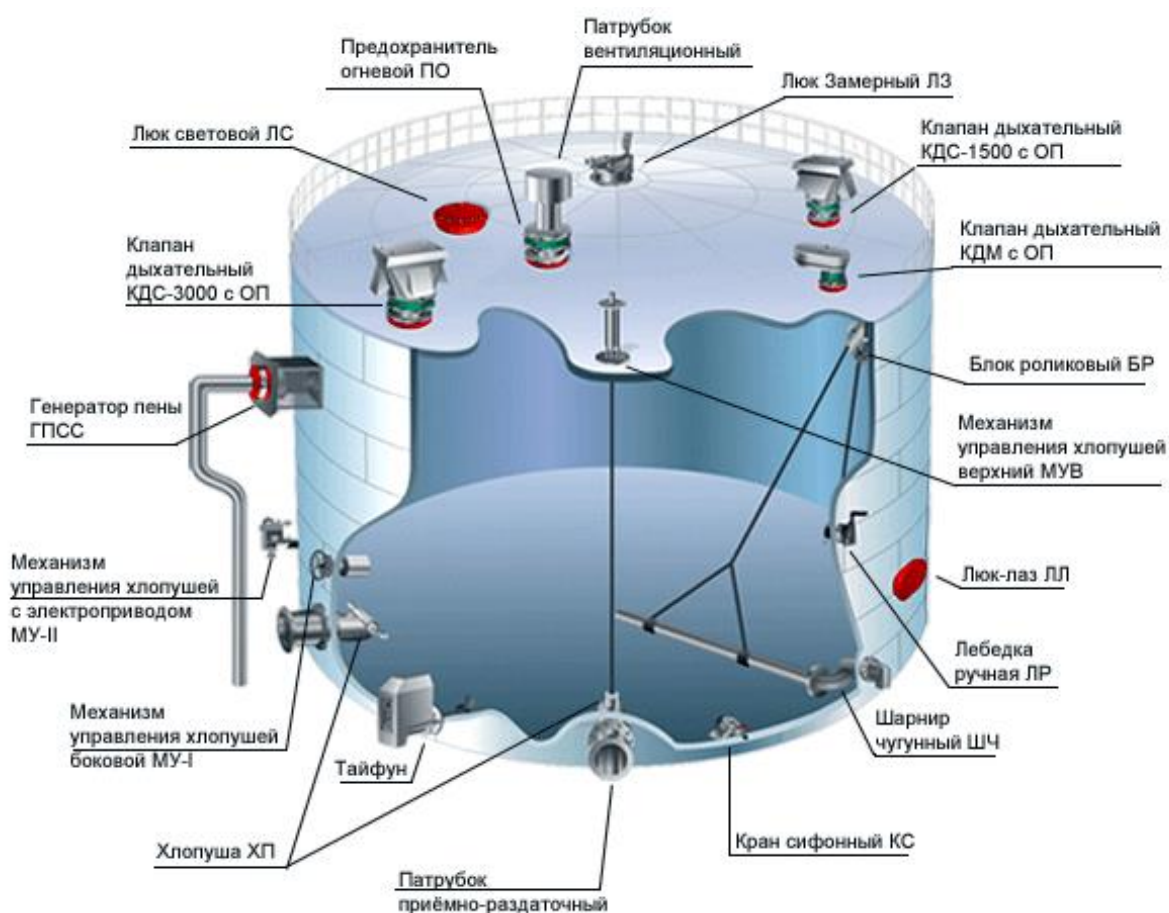 Патрубок
вентиляционный
Предохранитель
огневой ПО
Люк Замерный ЛЗ
Люк световой ЛС
Клапан дыхательный
КДС-1500 с ОП
Клапан
дыхательный
КДС-3000 с ОП
Клапан дыхательный
КДМ с ОП
Блок роликовый БР
Генератор пены
ГПСС
Механизм
управления хлопушей
верхний МУВ
Механизм
управления хлопушей
с электроприводом
МУ-II
Люк-лаз ЛЛ
Лебедка
ручная ЛР
Механизм
управления хлопушей
боковой МУ-I
Шарнир
чугунный ШЧ
Тайфун
Хлопуша ХП
Кран сифонный КС
Патрубок
приёмно-раздаточный